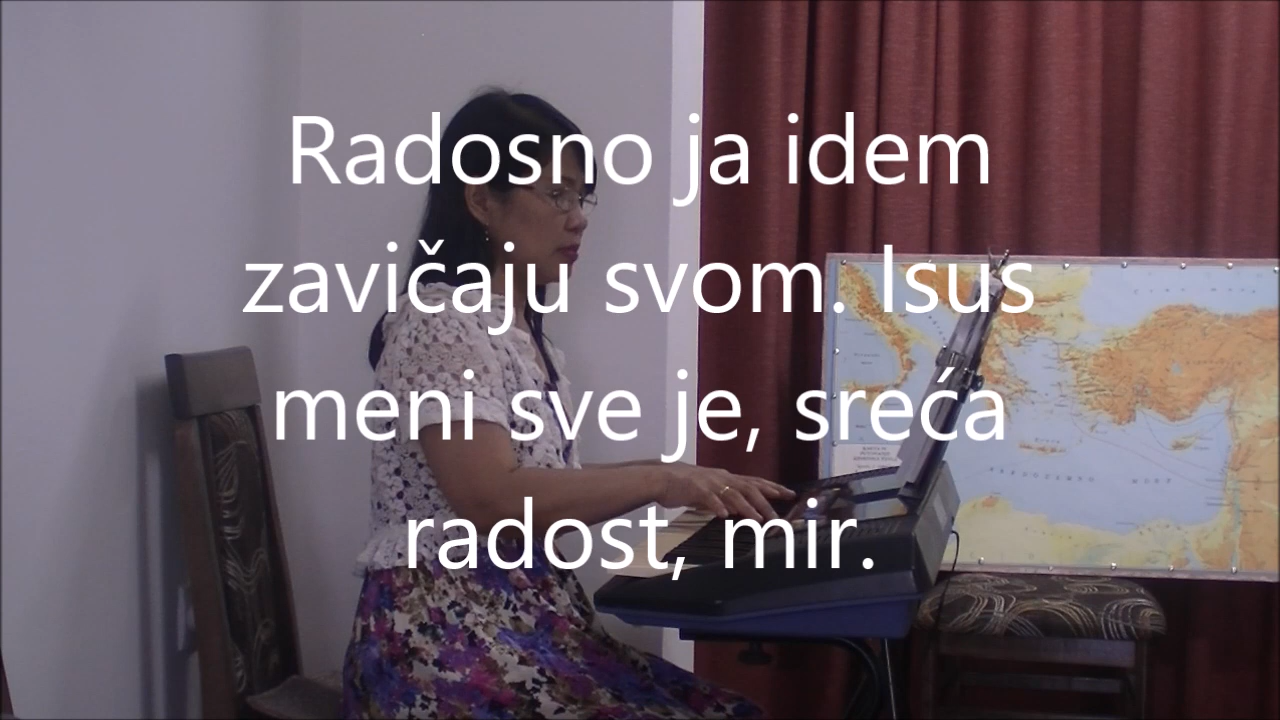 Radosno ja idem
zavičaju svom. Isus
meni sve je, sreća
radost, mir.